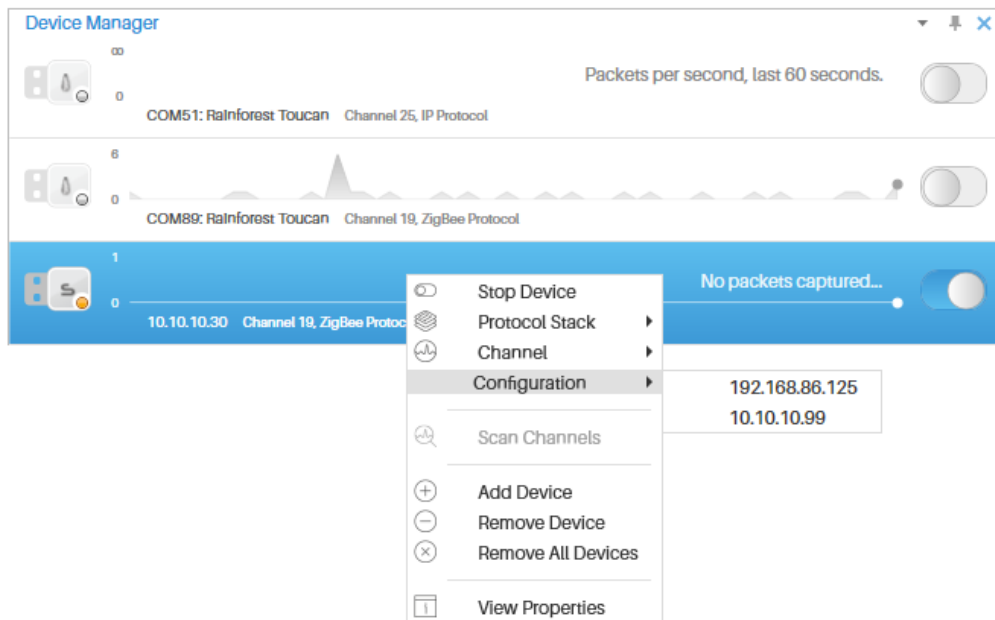 Device Manager
∞
Packets per second, last 60 seconds.
0
COM51: Rainforest Toucan Channel 25, IP Protocol
6
0
COM89: Rainforest Toucan Channel 19, ZigBee Protocol
1
No packets captured...
0
10.10.10.30 Channel 19, ZigBee Protoc
Stop Device
Protocol Stack
Channel
Configuration
192.168.86.125
10.10.10.99
Scan Channels
Add Device
Remove Device
Remove All Devices
View Properties